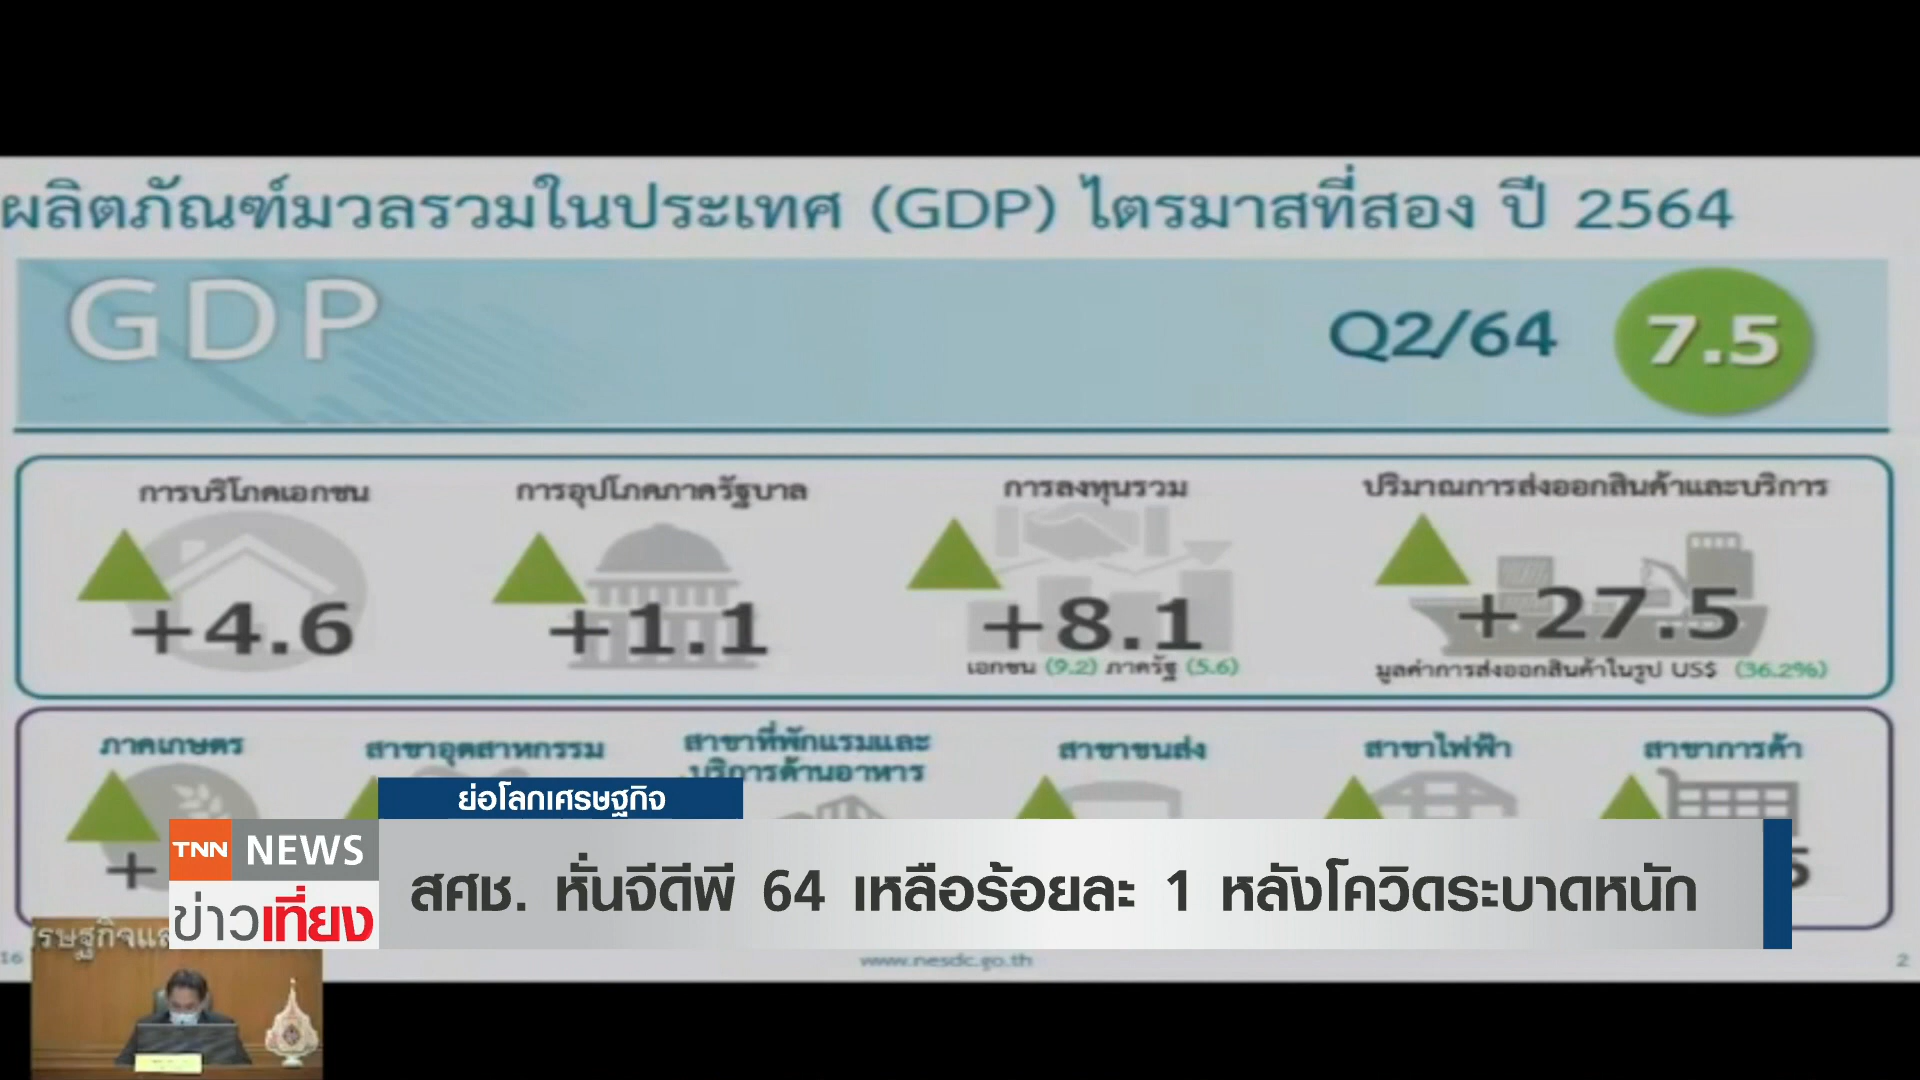 ผลิตภัณฑ์มวลรวมในประเทศ (GDP) ไตรมาสที่สอง ปี 2564
GDP
Q2/64
7.5
การบริโภคเอกชน
การอุปโภคภาครัฐบาล
การลงทุนรวม
ปริมาณการส่งออกสินค้าและบริการ
+4.6
+1.1
+8.1
+27.5
เอกชน (9.2) ภาครัฐ (5.6)
มูลค่าการส่งออกสินค้าในรูป US$ (36.2%)
ภาคเกษตร
สาขาอุตสาหกรรม
สาขาที่พักแรมและ
บริการด้านอาหาร
สาขาขนส่ง
สาขาไฟฟ้า
สาขาการค้า
+
5
ย่อโลกเศรษฐกิจ
TNN NEWS
ข่าวเที่ยง
สศช. หั่นจีดีพี 64 เหลือร้อยละ 1 หลังโควิดระบาดหนัก
16
www.nesdc.go.th
2